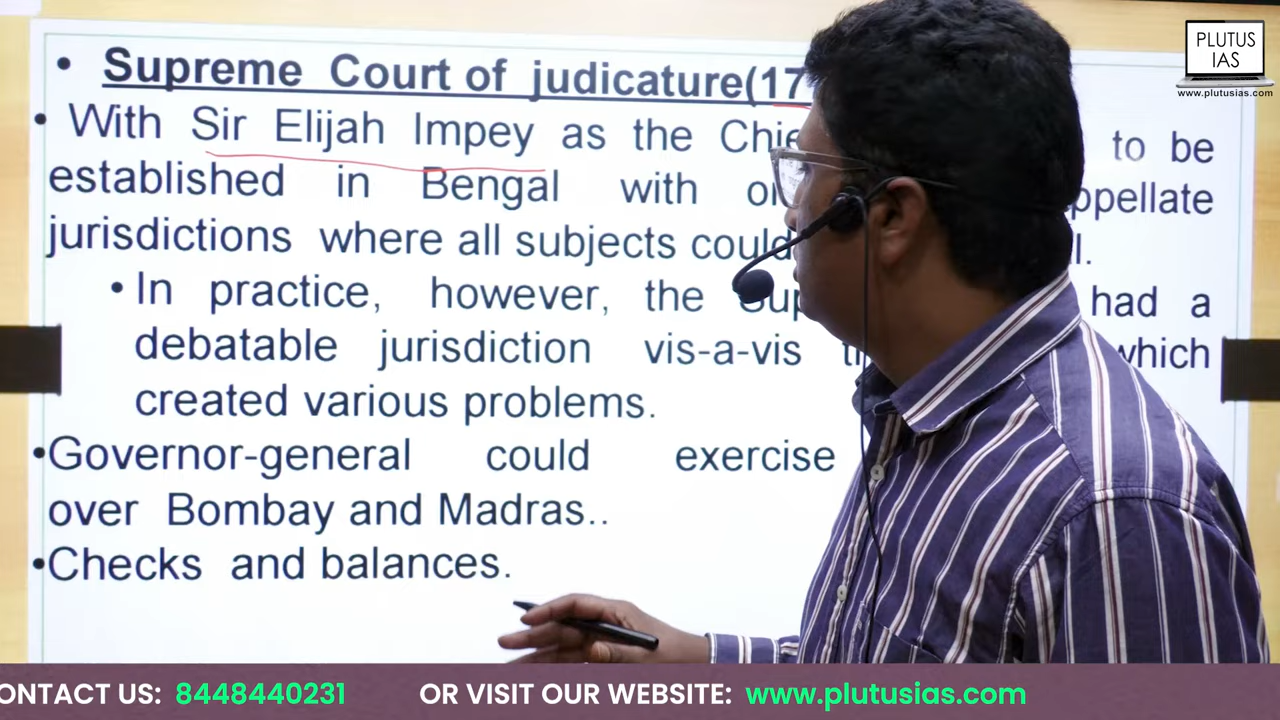 PLUTUS
IAS
www.plutusias.com
• Supreme Court of judicature(17
• With Sir Elijah Impey as the Chie to be
established in Bengal with ppellate
jurisdictions where all subjects could l.
• In practice, however, the Sup had a
debatable jurisdiction vis-a-vis which
created various problems.
•Governor-general could exercise
over Bombay and Madras..
•Checks and balances.
ONTACT US: 8448440231 OR VISIT OUR WEBSITE: www.plutusias.com